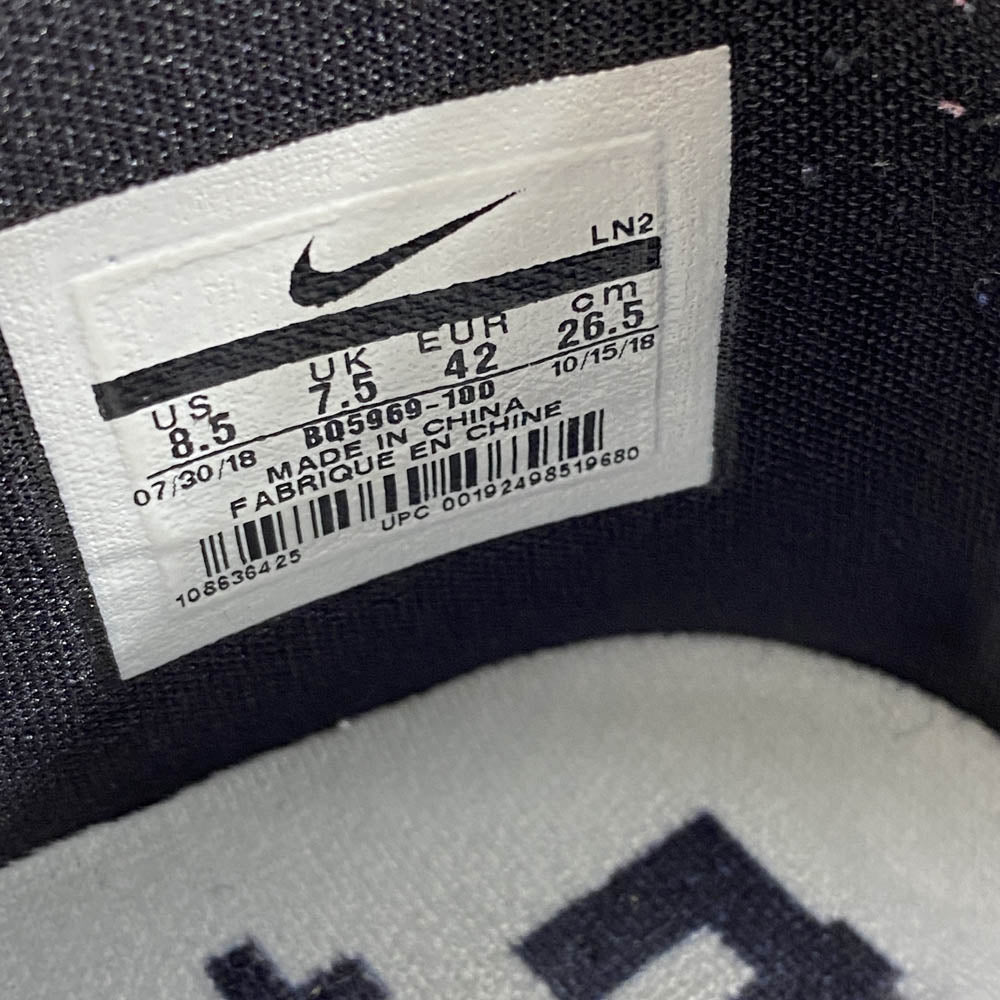 LN2
US UK EUR cm
8.5 7.5 42 26.5
07/30/18 BQ5969-100 10/15/18
MADE IN CHINA
FABRIQUE EN CHINE
108636425 UPC 00192498519680